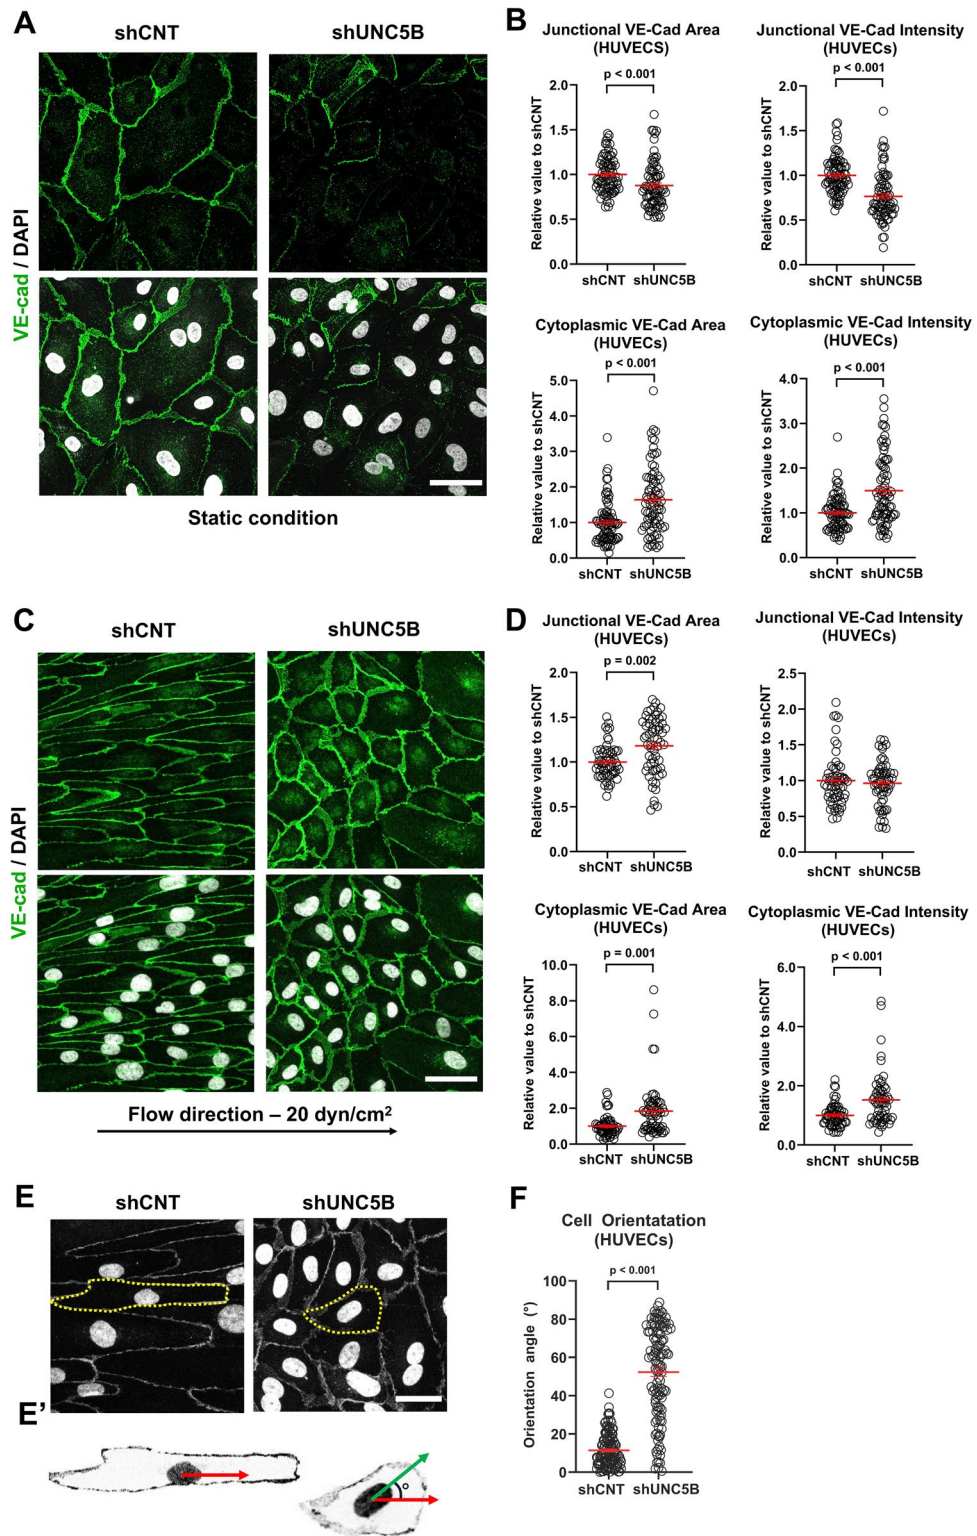 A
shCNT
shUNC5B
VE-cad / DAPI
Static condition
B
Junctional VE-Cad Area
(HUVECS)
p < 0.001
Relative value to shCNT
2.0
1.5
1.0
0.5
0.0
shCNT
shUNC5B
Junctional VE-Cad Intensity
(HUVECs)
p < 0.001
Relative value to shCNT
2.0
1.5
1.0
0.5
0.0
shCNT
shUNC5B
Cytoplasmic VE-Cad Area
(HUVECs)
p < 0.001
Relative value to shCNT
5.0
4.0
3.0
2.0
1.0
0.0
shCNT
shUNC5B
Cytoplasmic VE-Cad Intensity
(HUVECs)
p < 0.001
Relative value to shCNT
4.0
3.0
2.0
1.0
0.0
shCNT
shUNC5B
C
shCNT
shUNC5B
VE-cad / DAPI
Flow direction – 20 dyn/cm²
D
Junctional VE-Cad Area
(HUVECs)
p = 0.002
Relative value to shCNT
2.0
1.5
1.0
0.5
0.0
shCNT
shUNC5B
Junctional VE-Cad Intensity
(HUVECs)
Relative value to shCNT
2.5
2.0
1.5
1.0
0.5
0.0
shCNT
shUNC5B
Cytoplasmic VE-Cad Area
(HUVECs)
p = 0.001
Relative value to shCNT
10.0
8.0
6.0
4.0
2.0
0.0
shCNT
shUNC5B
Cytoplasmic VE-Cad Intensity
(HUVECs)
p < 0.001
Relative value to shCNT
6.0
4.0
2.0
0.0
shCNT
shUNC5B
E
shCNT
shUNC5B
E’
°
F
Cell Orientatation
(HUVECs)
p < 0.001
Orientation angle (°)
100
80
60
40
20
0
shCNT
shUNC5B